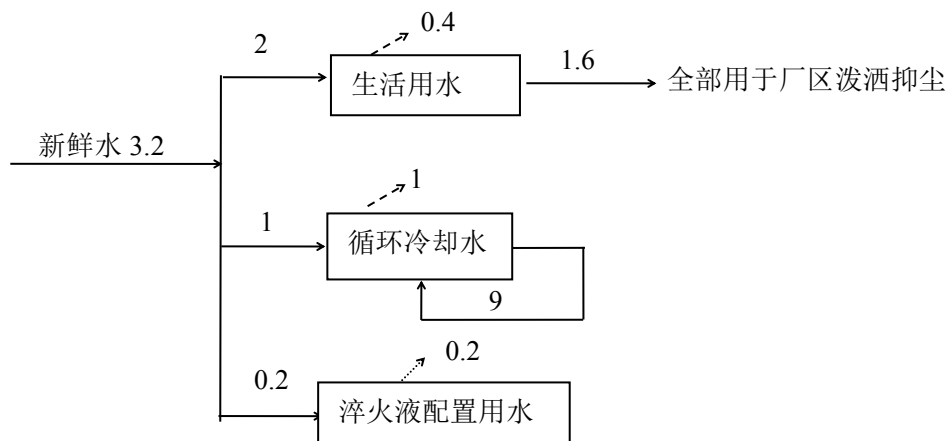 0.4
2
1.6
生活用水
全部用于厂区泼洒抑尘
新鲜水 3.2
1
1
循环冷却水
9
0.2
0.2
淬火液配置用水